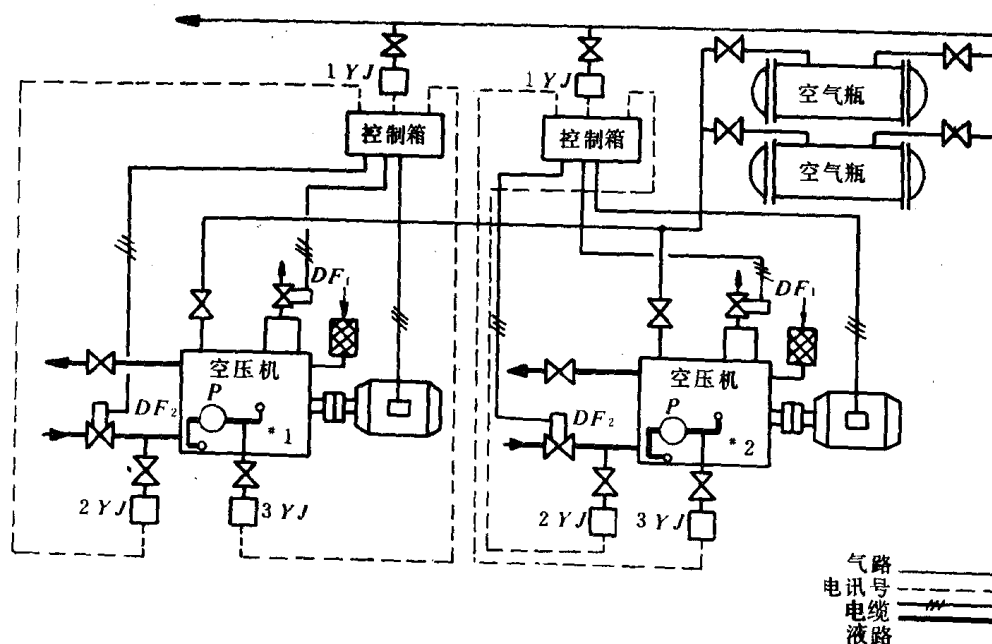 1YJ
1YJ
空气瓶
控制箱
控制箱
空气瓶
DF₁
DF₁
空压机
空压机
P
P
DF₂
DF₂
*1
*2
2YJ
3YJ
2YJ
3YJ
气路
电讯号
电缆
液路